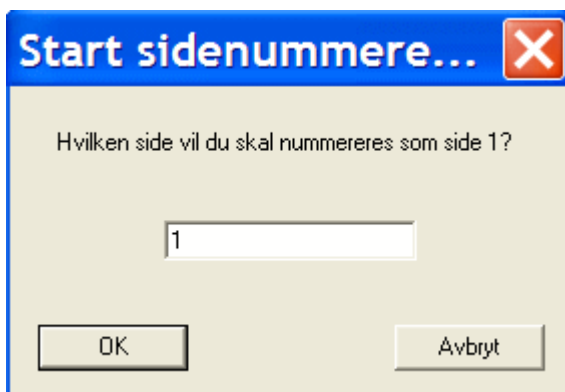 Start sidenummere...
Hvilken side vil du skal nummereres som side 1?
1
OK
Avbryt